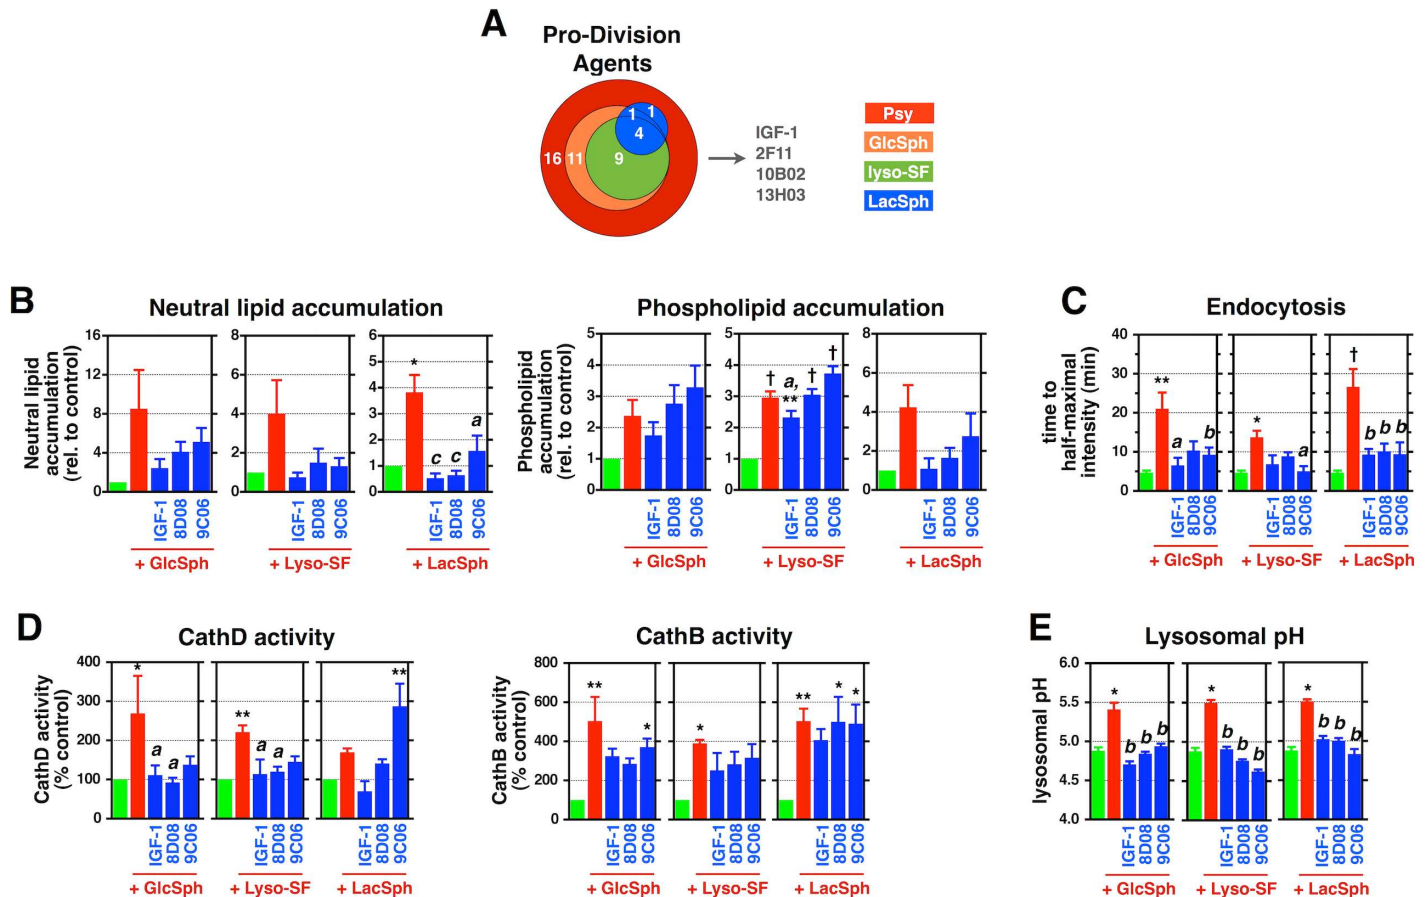 A
Pro-Division
Agents
1 1
4
16 11 9
IGF-1
2F11
10B02
13H03
Psy
GlcSph
lyso-SF
LacSph
B
Neutral lipid accumulation
Neutral lipid
accumulation
(rel. to control)
16
12
8
4
0
IGF-1
8D08
9C06
+ GlcSph
8
6
4
2
0
IGF-1
8D08
9C06
+ Lyso-SF
6
5
4
3
2
1
0
*
c
c
a
IGF-1
8D08
9C06
+ LacSph
Phospholipid accumulation
Phospholipid
accumulation
(rel. to control)
5
4
3
2
1
0
+ GlcSph
5
4
3
2
1
0
†
a,
**
†
†
IGF-1
8D08
9C06
+ Lyso-SF
8
6
4
2
0
+ LacSph
C
Endocytosis
time to
half-maximal
intensity (min)
40
30
20
10
0
**
a
b
IGF-1
8D08
9C06
+ GlcSph
*
a
IGF-1
8D08
9C06
+ Lyso-SF
†
b
b
b
IGF-1
8D08
9C06
+ LacSph
D
CathD activity
CathD activity
(% control)
400
300
200
100
0
*
a
a
IGF-1
8D08
9C06
+ GlcSph
**
a
a
IGF-1
8D08
9C06
+ Lyso-SF
**
IGF-1
8D08
9C06
+ LacSph
CathB activity
CathB activity
(% control)
800
600
400
200
0
**
*
IGF-1
8D08
9C06
+ GlcSph
*
IGF-1
8D08
9C06
+ Lyso-SF
**
*
*
IGF-1
8D08
9C06
+ LacSph
E
Lysosomal pH
lysosomal pH
6.0
5.5
5.0
4.5
4.0
*
b
b
b
IGF-1
8D08
9C06
+ GlcSph
*
b
b
b
IGF-1
8D08
9C06
+ Lyso-SF
*
b
b
b
IGF-1
8D08
9C06
+ LacSph